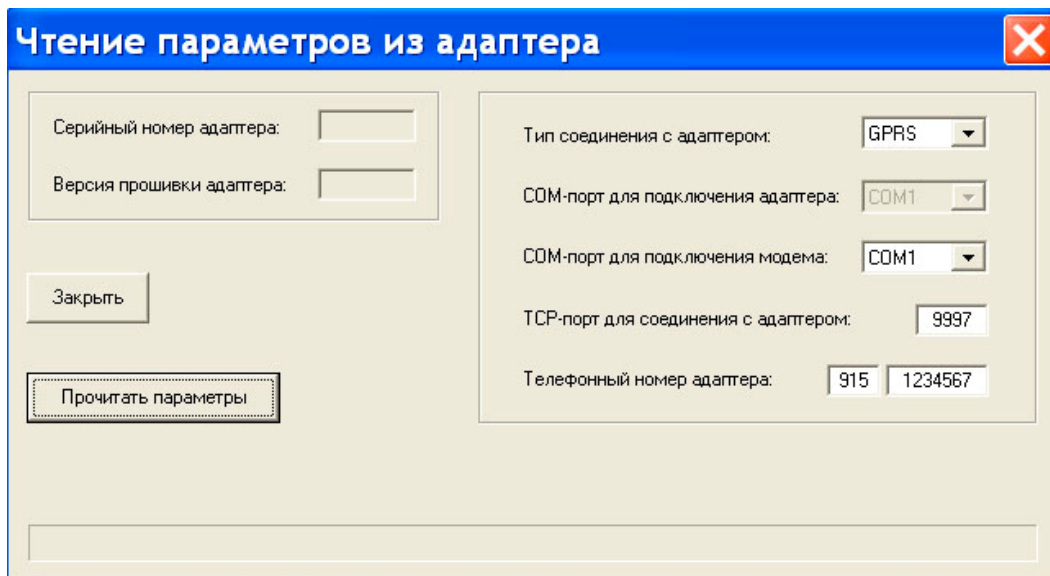 Чтение параметров из адаптера
Серийный номер адаптера:
Версия прошивки адаптера:
Закрыть
Прочитать параметры
Тип соединения с адаптером: GPRS
COM-порт для подключения адаптера: COM1
COM-порт для подключения модема: COM1
TCP-порт для соединения с адаптером: 9997
Телефонный номер адаптера: 915 1234567